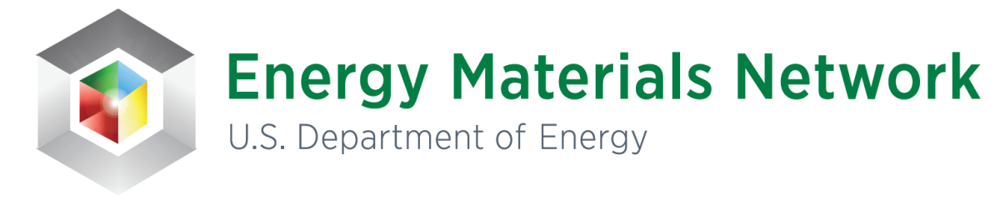 Energy Materials Network
U.S. Department of Energy